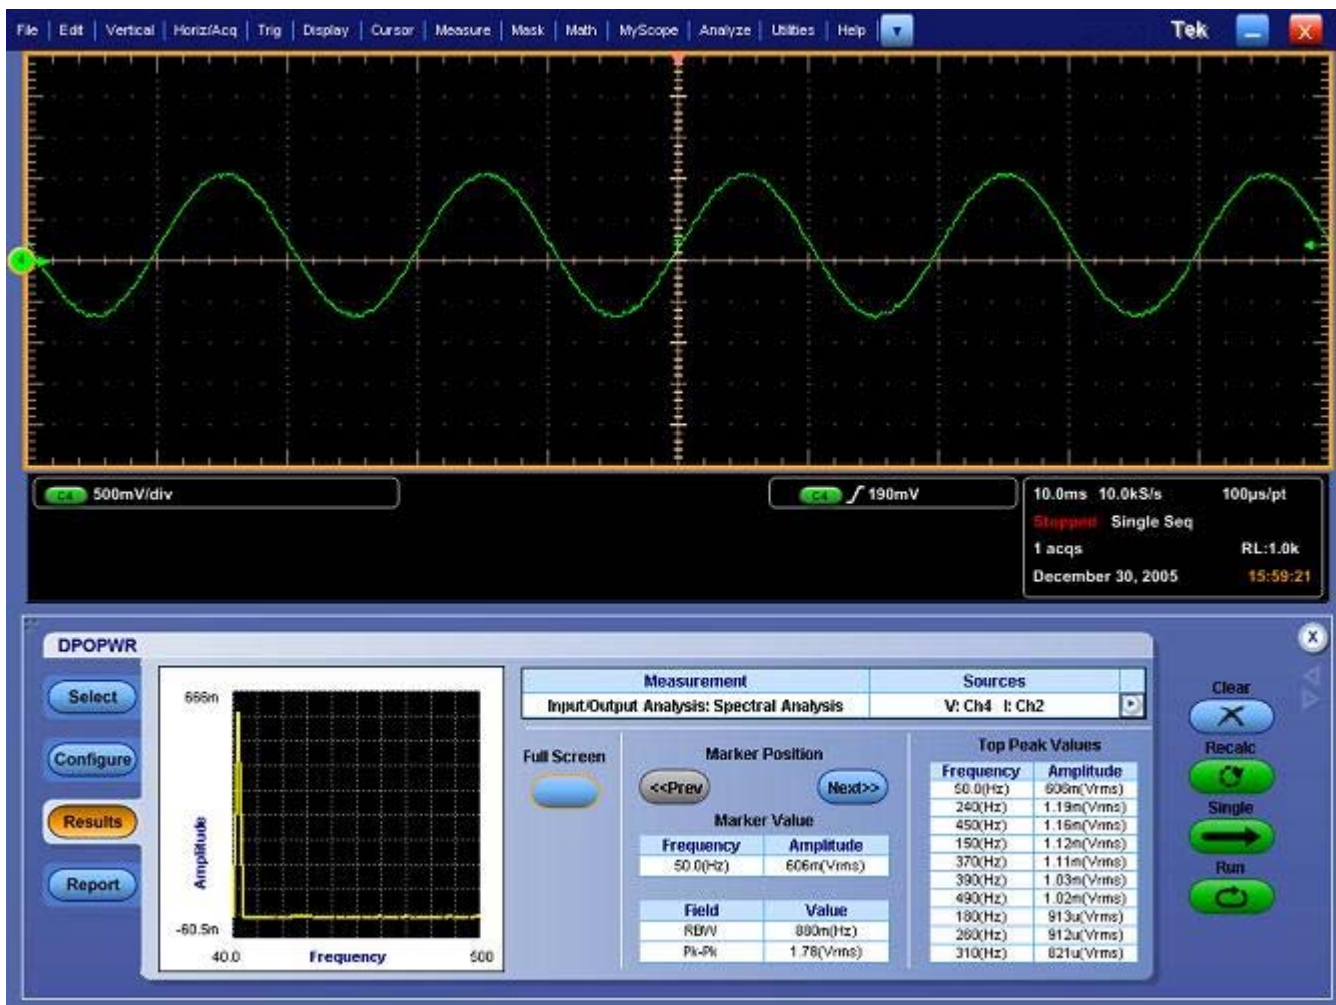 File Edit Vertical Horiz/Acq Trig Display Cursor Measure Mask Math MyScope Analyze Utilities Help Tek X
4
C4 500mV/div
C4 190mV
10.0ms 10.0kS/s 100µs/pt
Stopped Single Seq
1 acqs RL:1.0k
December 30, 2005 15:59:21
DPOPWR
X
Select
Configure
Results
Report
666m
Amplitude
-60.5m
40.0 Frequency 500
Measurement Sources
Input/Output Analysis: Spectral Analysis V: Ch4 I: Ch2
Full Screen
Marker Position
<<Prev Next>>
Marker Value
Frequency Amplitude
50.0(Hz) 606m(Vrms)
Field Value
RBW 880m(Hz)
Pk-Pk 1.78(Vrms)
Top Peak Values
Frequency Amplitude
50.0(Hz) 606m(Vrms)
240(Hz) 1.19m(Vrms)
450(Hz) 1.16m(Vrms)
150(Hz) 1.12m(Vrms)
370(Hz) 1.11m(Vrms)
390(Hz) 1.03m(Vrms)
490(Hz) 1.02m(Vrms)
180(Hz) 913u(Vrms)
260(Hz) 912u(Vrms)
310(Hz) 821u(Vrms)
Clear
Recalc
Single
Run